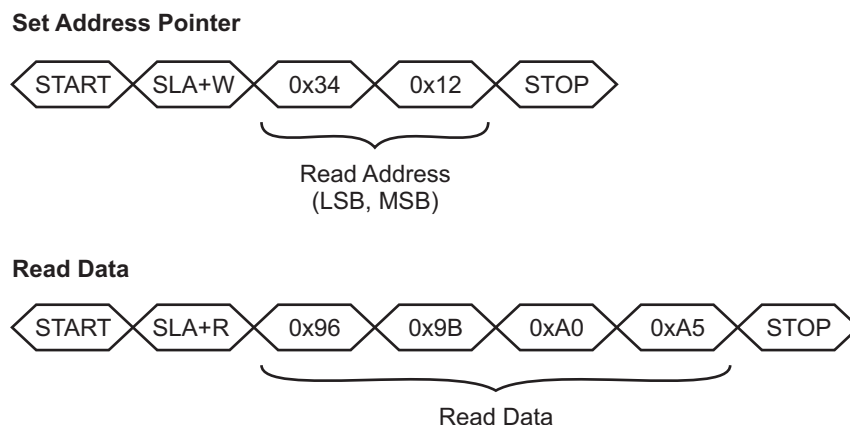 Set Address Pointer
START SLA+W 0x34 0x12 STOP
Read Address
(LSB, MSB)
Read Data
START SLA+R 0x96 0x9B 0xA0 0xA5 STOP
Read Data